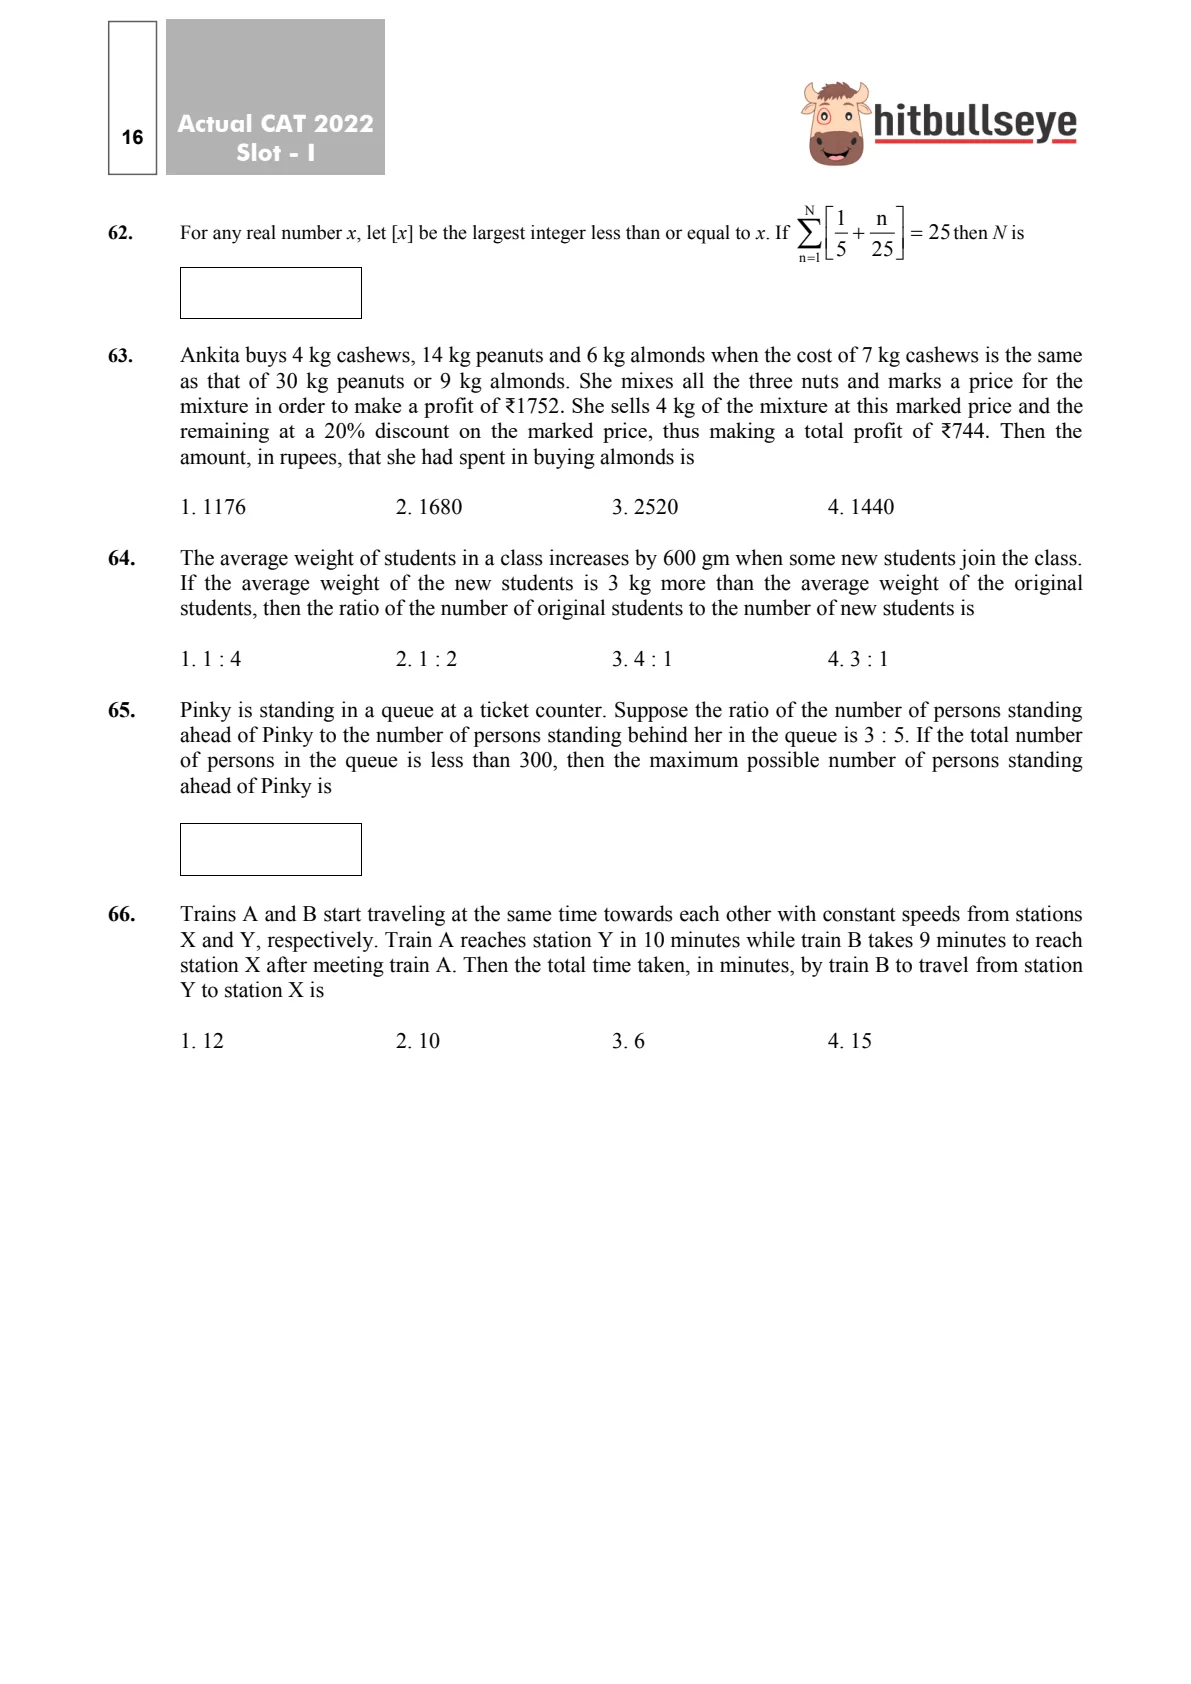 16
Actual CAT 2022
Slot - I
hitbullseye
62. For any real number x, let [x] be the largest integer less than or equal to x. If \sum_{n=1}^{N} \left[ \frac{1}{5} + \frac{n}{25} \right] = 25 then N is
63. Ankita buys 4 kg cashews, 14 kg peanuts and 6 kg almonds when the cost of 7 kg cashews is the same
as that of 30 kg peanuts or 9 kg almonds. She mixes all the three nuts and marks a price for the
mixture in order to make a profit of ₹1752. She sells 4 kg of the mixture at this marked price and the
remaining at a 20% discount on the marked price, thus making a total profit of ₹744. Then the
amount, in rupees, that she had spent in buying almonds is
1. 1176 2. 1680 3. 2520 4. 1440
64. The average weight of students in a class increases by 600 gm when some new students join the class.
If the average weight of the new students is 3 kg more than the average weight of the original
students, then the ratio of the number of original students to the number of new students is
1. 1 : 4 2. 1 : 2 3. 4 : 1 4. 3 : 1
65. Pinky is standing in a queue at a ticket counter. Suppose the ratio of the number of persons standing
ahead of Pinky to the number of persons standing behind her in the queue is 3 : 5. If the total number
of persons in the queue is less than 300, then the maximum possible number of persons standing
ahead of Pinky is
66. Trains A and B start traveling at the same time towards each other with constant speeds from stations
X and Y, respectively. Train A reaches station Y in 10 minutes while train B takes 9 minutes to reach
station X after meeting train A. Then the total time taken, in minutes, by train B to travel from station
Y to station X is
1. 12 2. 10 3. 6 4. 15